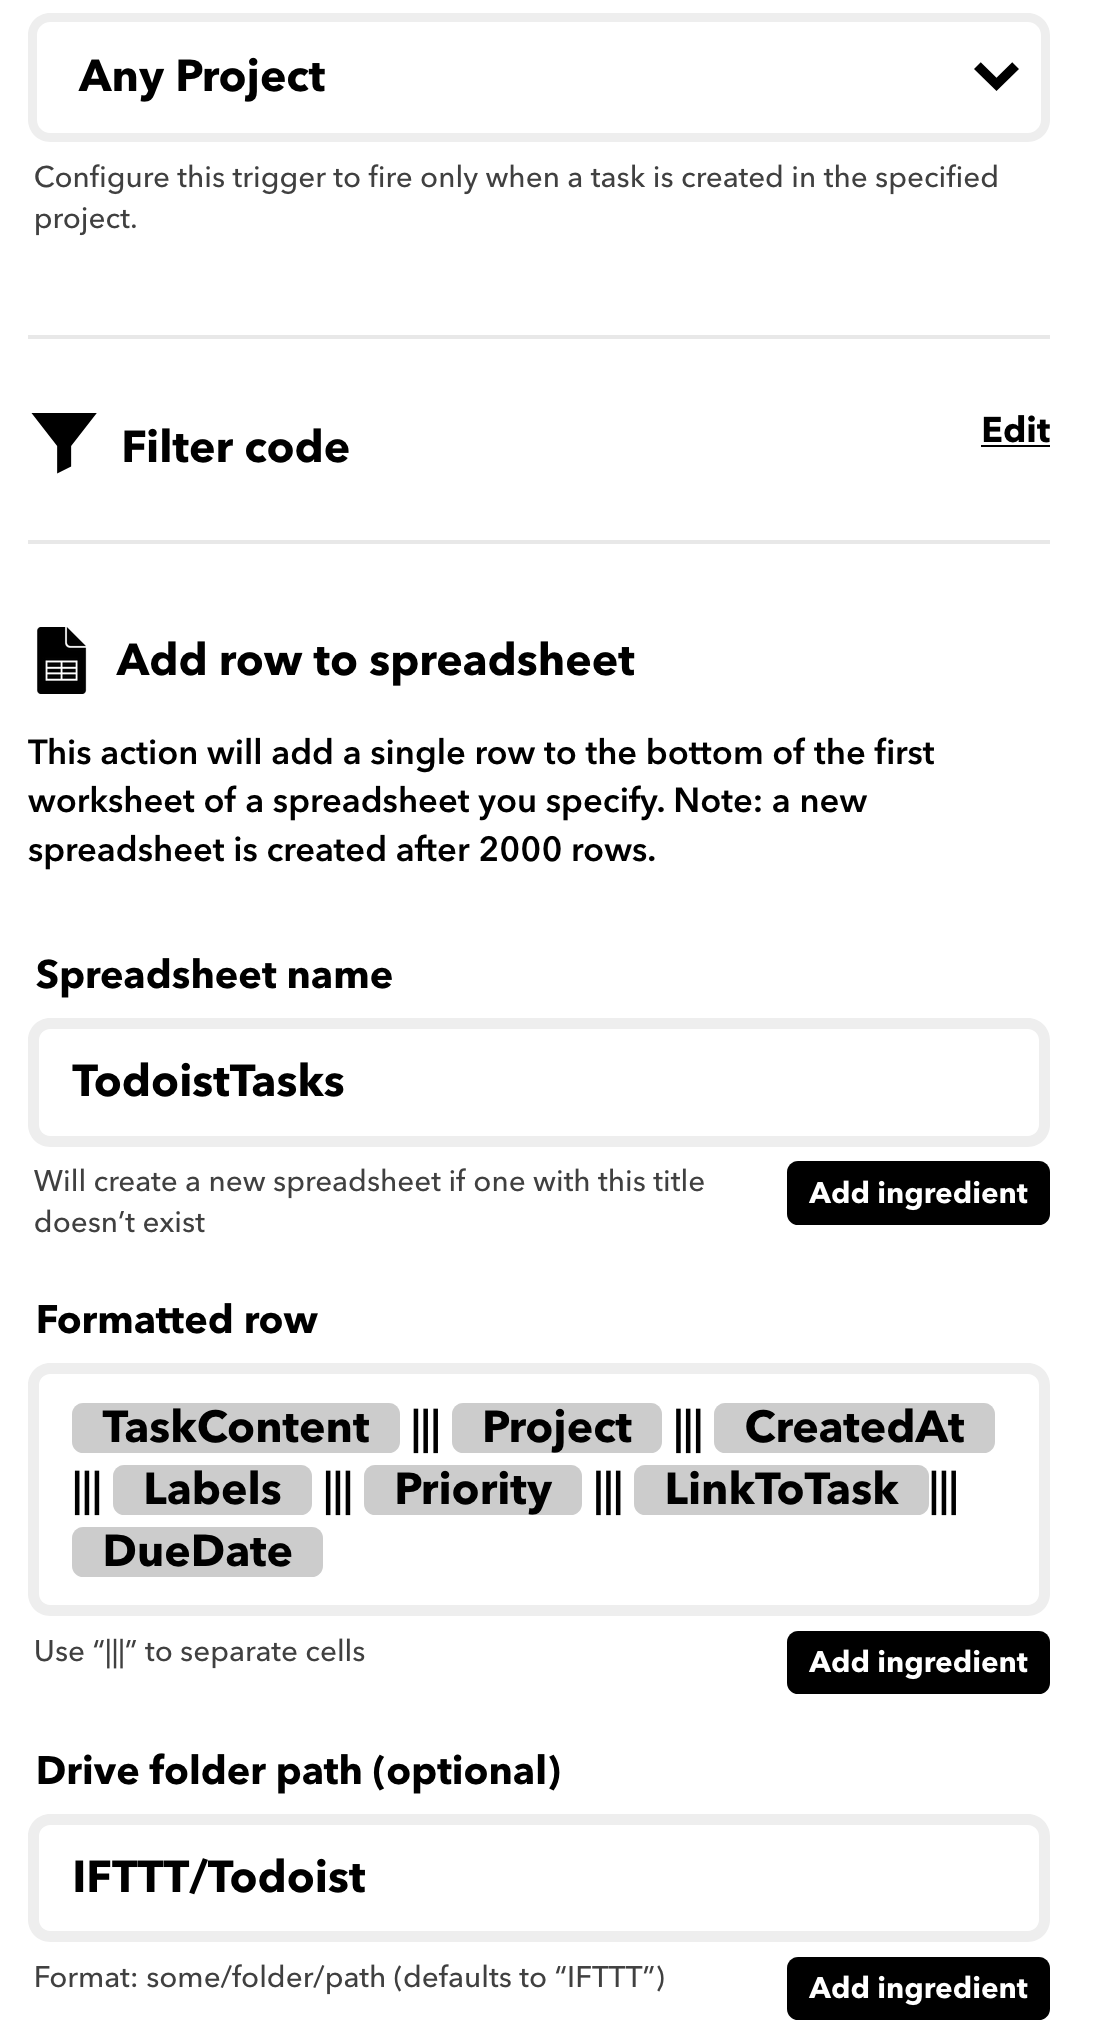 Any Project
Configure this trigger to fire only when a task is created in the specified
project.
Filter code
Edit
Add row to spreadsheet
This action will add a single row to the bottom of the first
worksheet of a spreadsheet you specify. Note: a new
spreadsheet is created after 2000 rows.
Spreadsheet name
TodoistTasks
Will create a new spreadsheet if one with this title
doesn’t exist
Add ingredient
Formatted row
TaskContent ||| Project ||| CreatedAt
||| Labels ||| Priority ||| LinkToTask|||
DueDate
Use “|||” to separate cells
Add ingredient
Drive folder path (optional)
IFTTT/Todoist
Format: some/folder/path (defaults to “IFTTT”)
Add ingredient